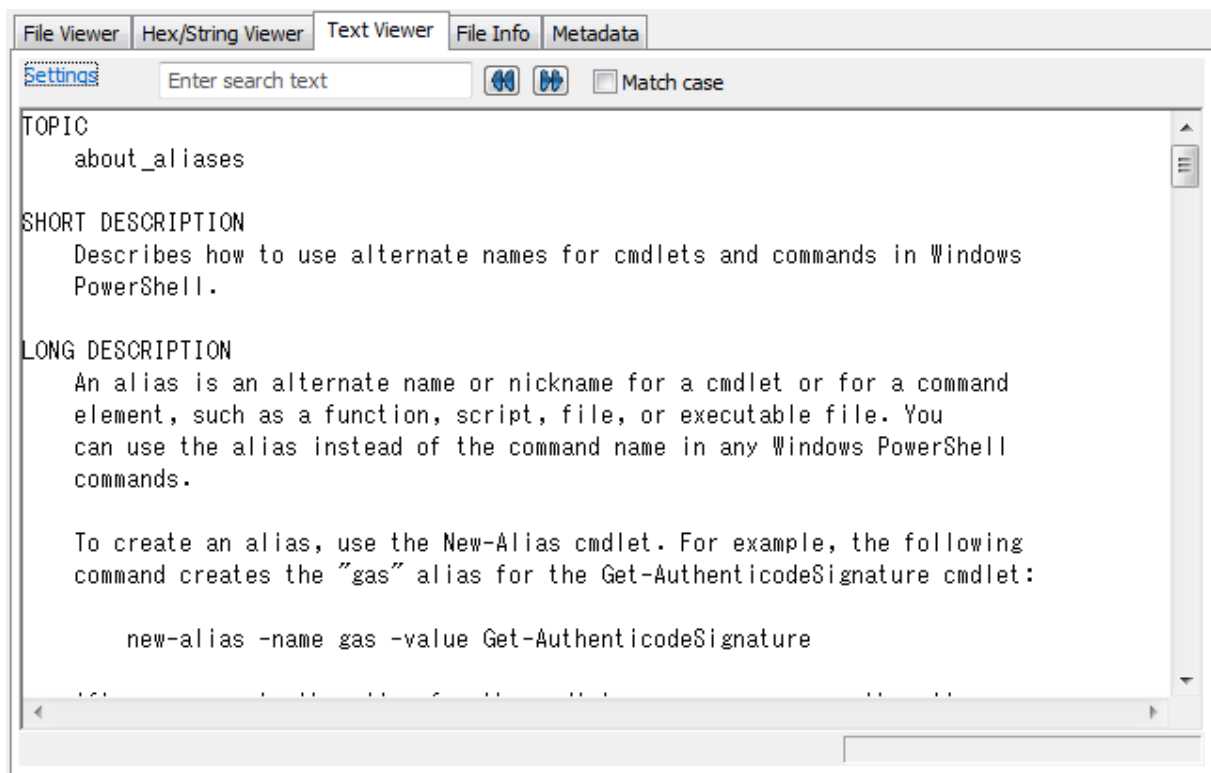 File Viewer Hex/String Viewer Text Viewer File Info Metadata
Settings Enter search text Match case
TOPIC
about_aliases
SHORT DESCRIPTION
Describes how to use alternate names for cmdlets and commands in Windows
PowerShell.
LONG DESCRIPTION
An alias is an alternate name or nickname for a cmdlet or for a command
element, such as a function, script, file, or executable file. You
can use the alias instead of the command name in any Windows PowerShell
commands.
To create an alias, use the New-Alias cmdlet. For example, the following
command creates the "gas" alias for the Get-AuthenticodeSignature cmdlet:
new-alias -name gas -value Get-AuthenticodeSignature